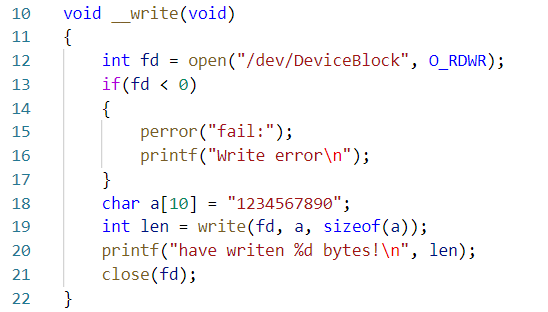 10 void __write(void)
11 {
12 int fd = open("/dev/DeviceBlock", O_RDWR);
13 if(fd < 0)
14 {
15 perror("fail:");
16 printf("Write error\n");
17 }
18 char a[10] = "1234567890";
19 int len = write(fd, a, sizeof(a));
20 printf("have writen %d bytes!\n", len);
21 close(fd);
22 }